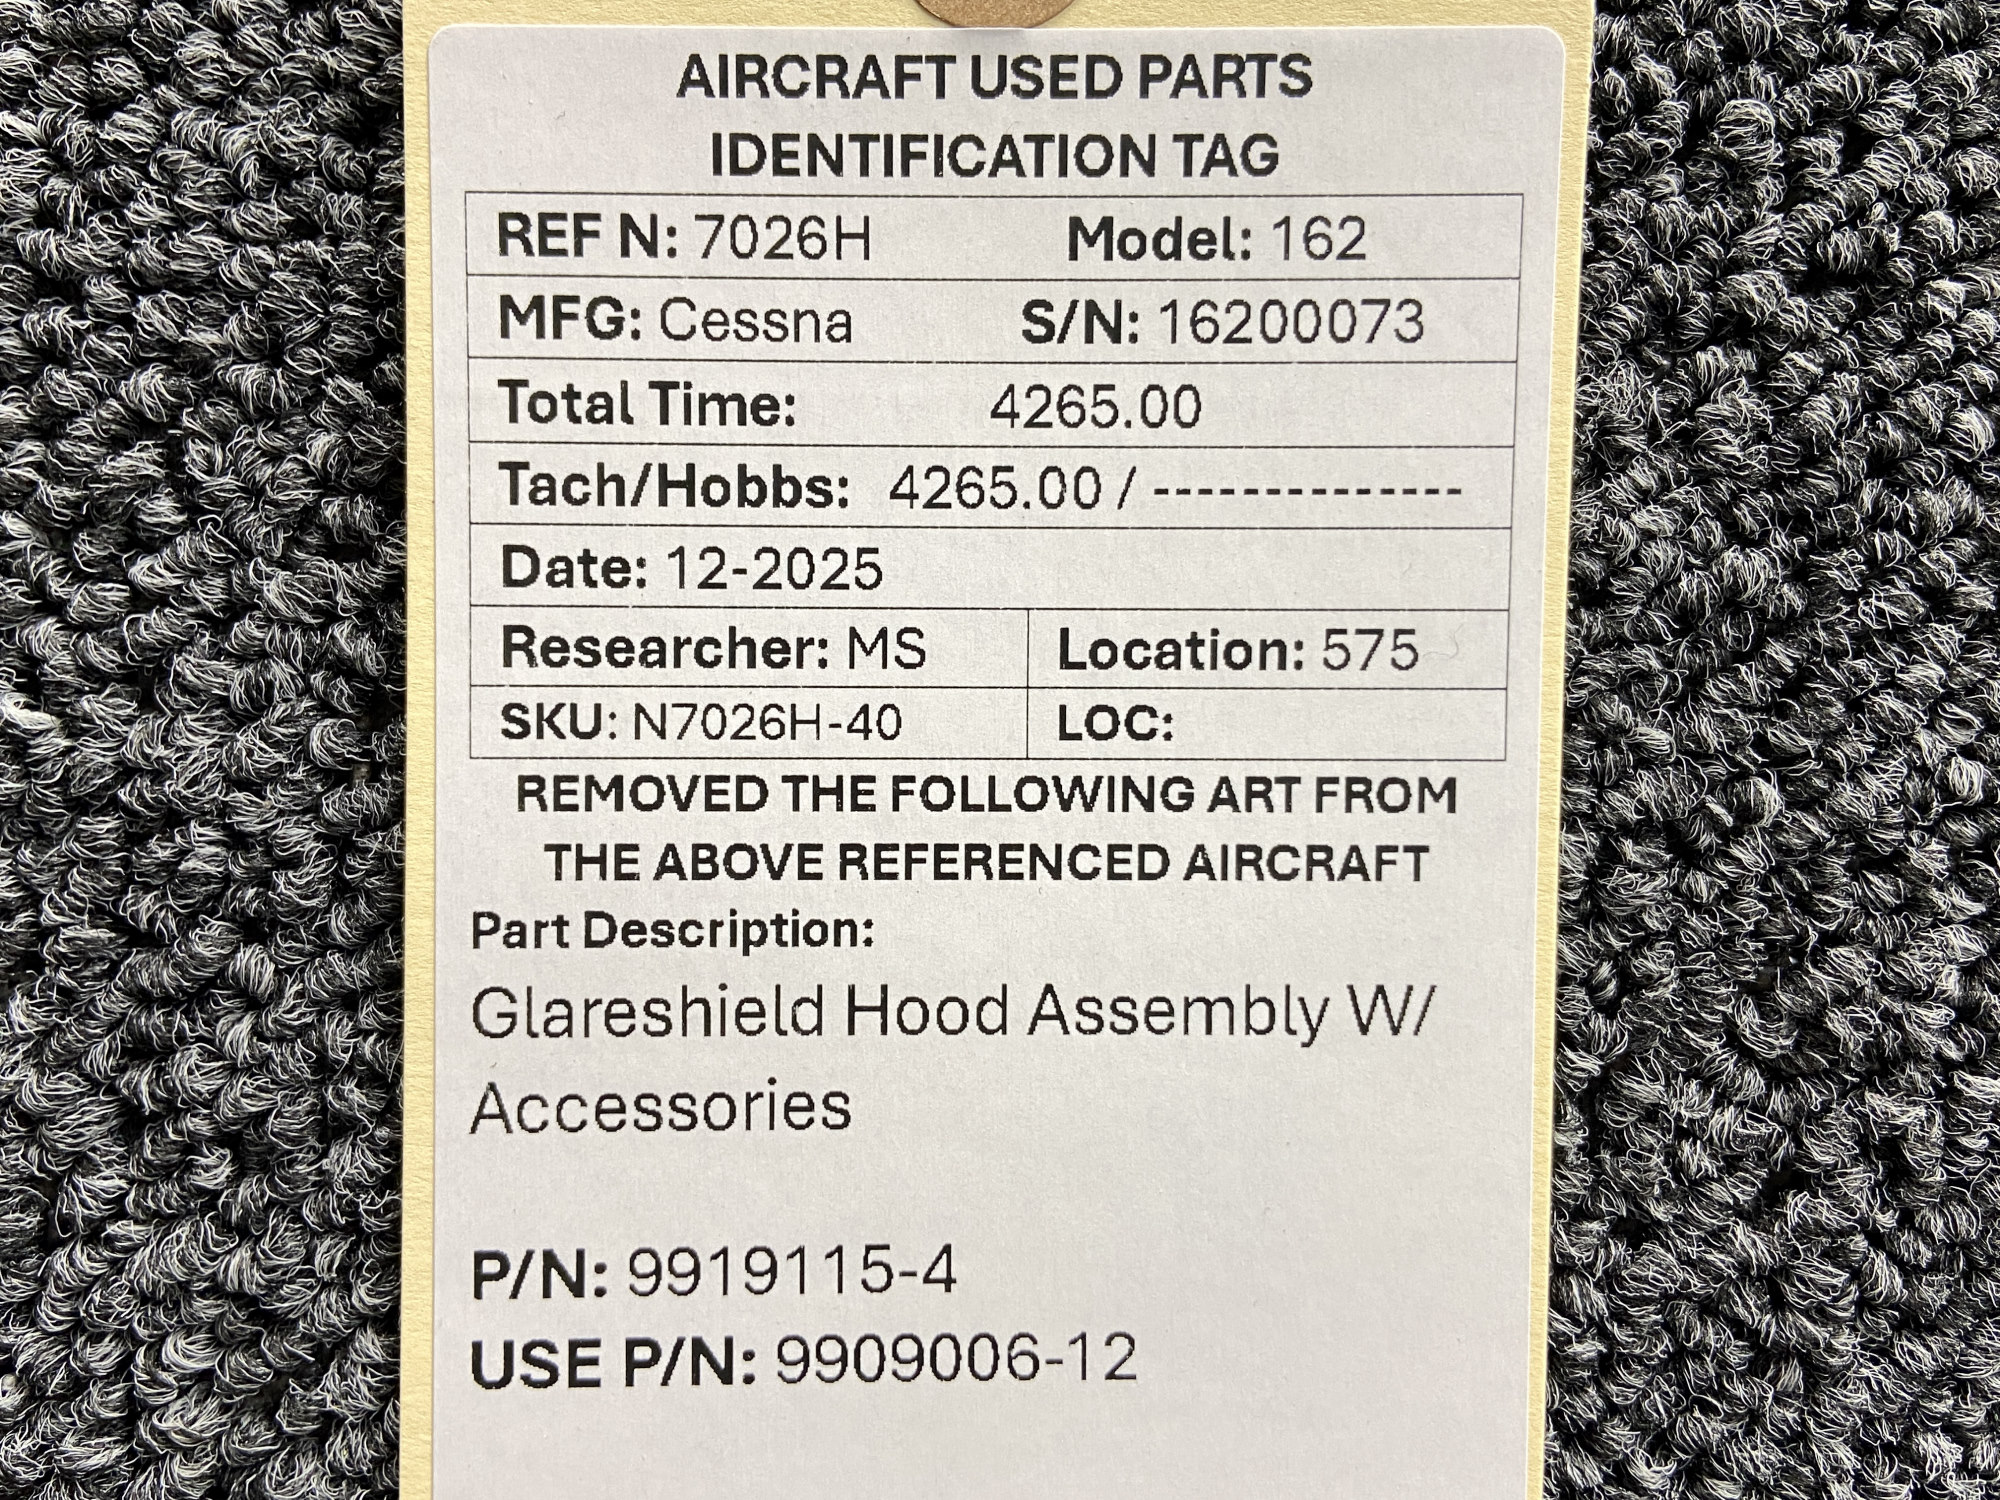 AIRCRAFT USED PARTS
IDENTIFICATION TAG
REF N: 7026H Model: 162
MFG: Cessna S/N: 16200073
Total Time: 4265.00
Tach/Hobbs: 4265.00 / --------------
Date: 12-2025
Researcher: MS Location: 575
SKU: N7026H-40 LOC:
REMOVED THE FOLLOWING ART FROM
THE ABOVE REFERENCED AIRCRAFT
Part Description:
Glareshield Hood Assembly W/
Accessories
P/N: 9919115-4
USE P/N: 9909006-12